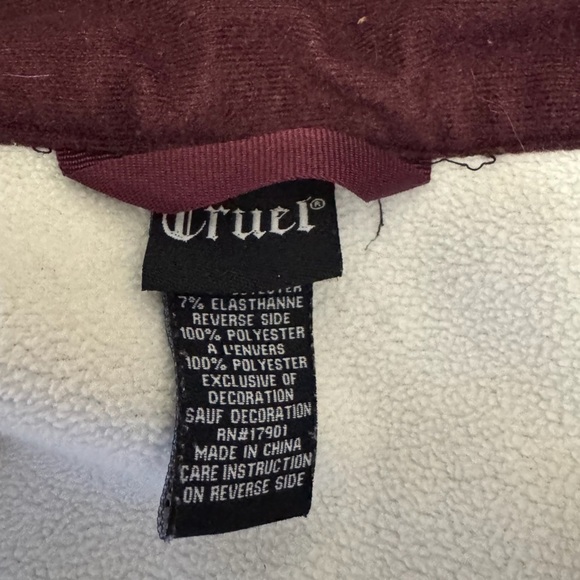 Cruel®
POLYESTER
7% ELASTHANNE
REVERSE SIDE
100% POLYESTER
A L'ENVERS
100% POLYESTER
EXCLUSIVE OF
DECORATION
SAUF DECORATION
RN#17901
MADE IN CHINA
CARE INSTRUCTION
ON REVERSE SIDE